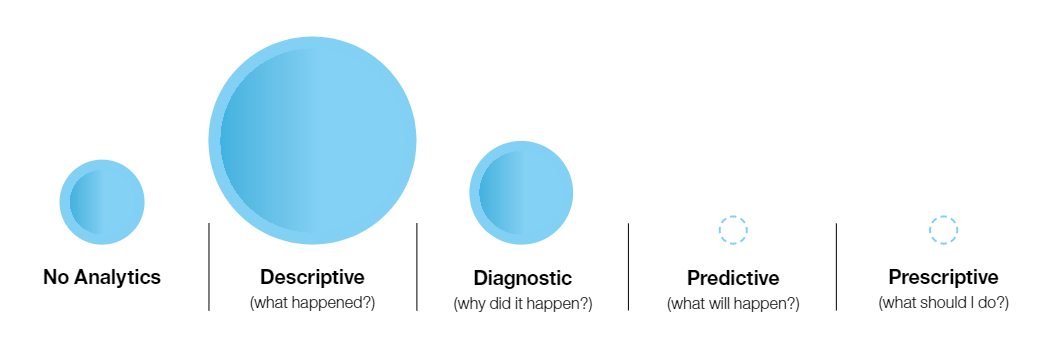 No Analytics
Descriptive
(what happened?)
Diagnostic
(why did it happen?)
Predictive
(what will happen?)
Prescriptive
(what should I do?)